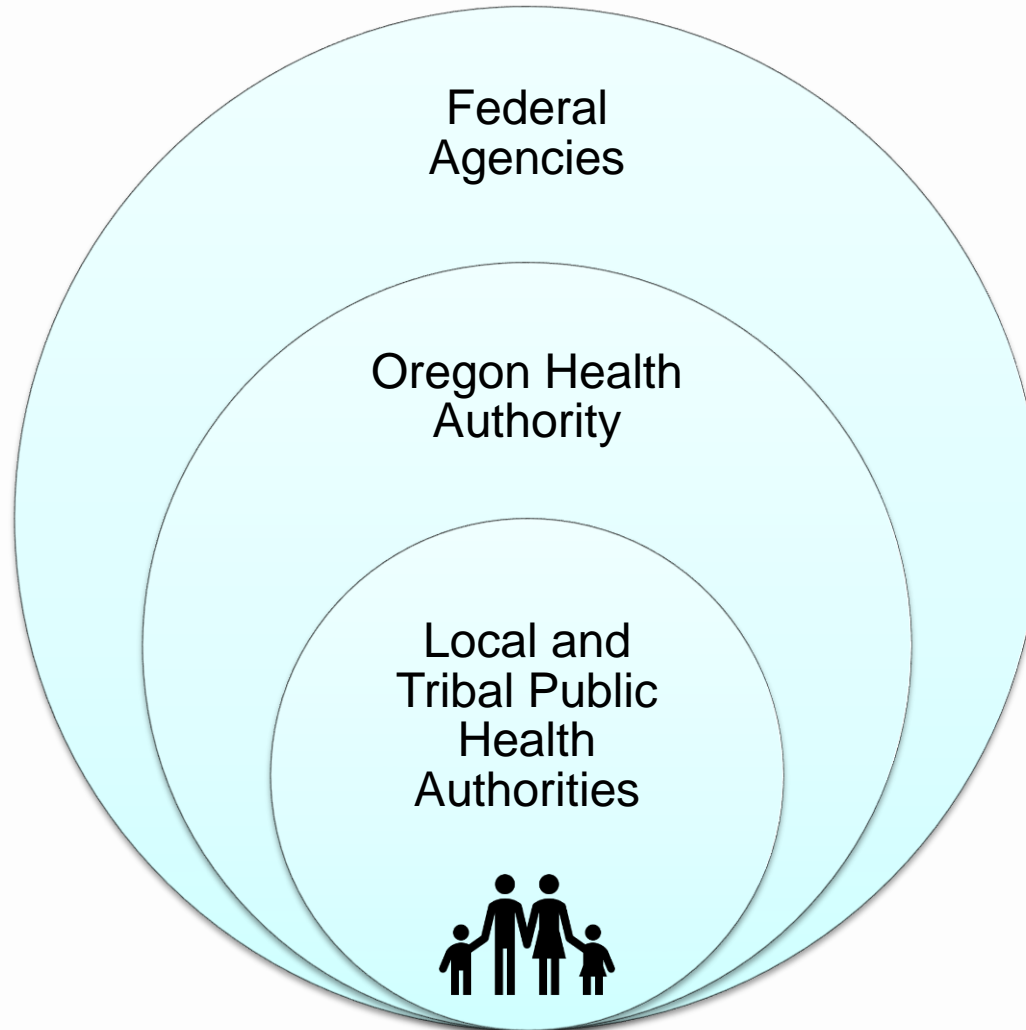 Federal
Agencies
Oregon Health
Authority
Local and
Tribal Public
Health
Authorities